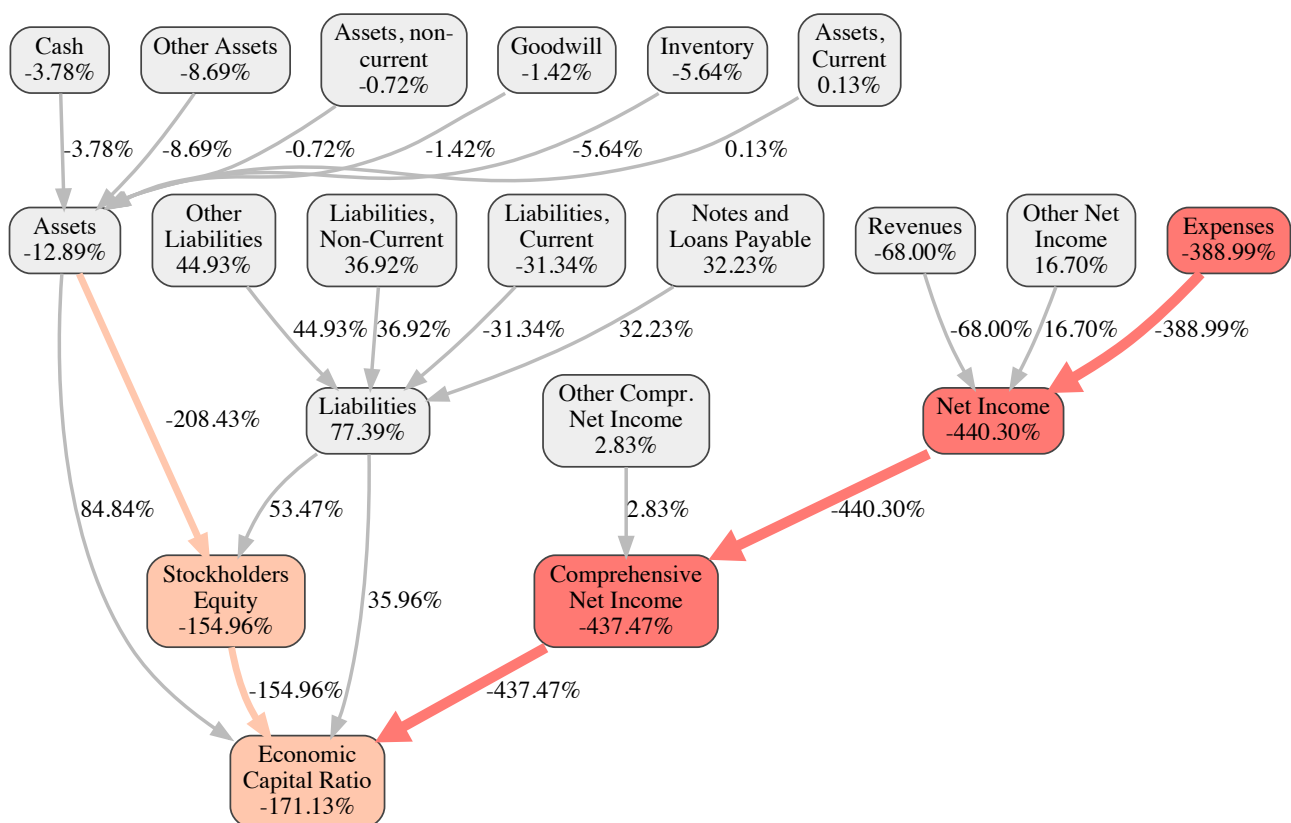 Cash
-3.78%
Other Assets
-8.69%
Assets, non-
current
-0.72%
Goodwill
-1.42%
Inventory
-5.64%
Assets,
Current
0.13%
-3.78%
-8.69%
-0.72%
-1.42%
-5.64%
0.13%
Assets
-12.89%
Other
Liabilities
44.93%
Liabilities,
Non-Current
36.92%
Liabilities,
Current
-31.34%
Notes and
Loans Payable
32.23%
Revenues
-68.00%
Other Net
Income
16.70%
Expenses
-388.99%
44.93%
36.92%
-31.34%
32.23%
-68.00%
16.70%
-388.99%
-208.43%
Liabilities
77.39%
Other Compr.
Net Income
2.83%
Net Income
-440.30%
84.84%
53.47%
2.83%
-440.30%
Stockholders
Equity
-154.96%
35.96%
Comprehensive
Net Income
-437.47%
-154.96%
-437.47%
Economic
Capital Ratio
-171.13%